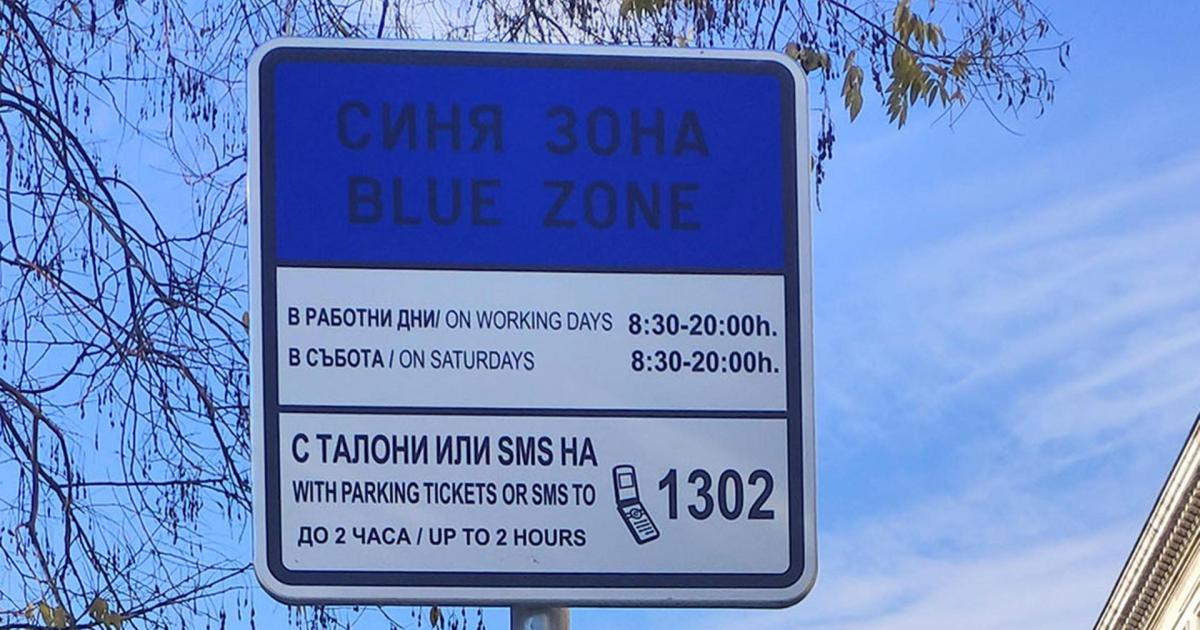 СИНЯ ЗОНА
BLUE ZONE
В РАБОТНИ ДНИ/ ON WORKING DAYS 8:30-20:00h.
В СЪБОТА / ON SATURDAYS 8:30-20:00h.
С ТАЛОНИ ИЛИ SMS НА
WITH PARKING TICKETS OR SMS TO 1302
ДО 2 ЧАСА / UP TO 2 HOURS